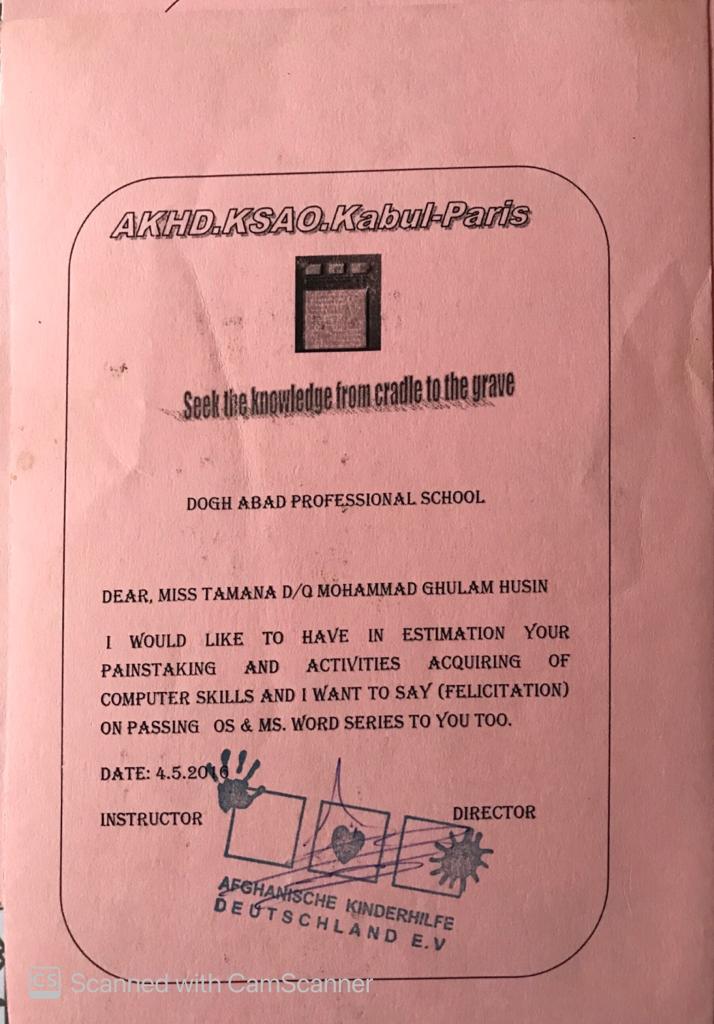 AKHD.KSAO.Kabul-Paris
Seek the knowledge from cradle to the grave
DOGH ABAD PROFESSIONAL SCHOOL
DEAR, MISS TAMANA D/O MOHAMMAD GHULAM HUSIN
I WOULD LIKE TO HAVE IN ESTIMATION YOUR
PAINSTAKING AND ACTIVITIES ACQUIRING OF
COMPUTER SKILLS AND I WANT TO SAY (FELICITATION)
ON PASSING OS & MS. WORD SERIES TO YOU TOO.
DATE: 4.5.2016
INSTRUCTOR DIRECTOR
AFGHANISCHE KINDERHILFE
DEUTSCHLAND E.V
CS Scanned with CamScanner